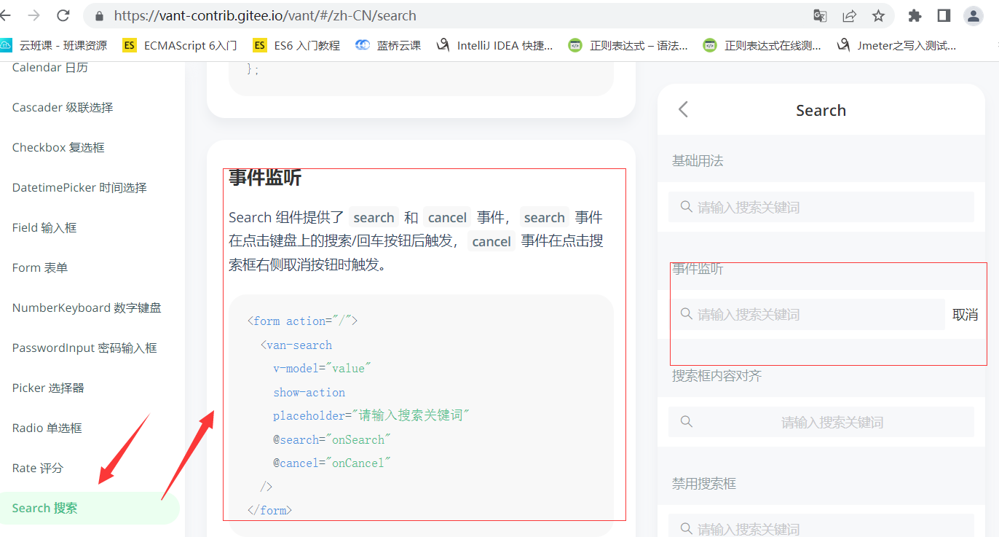 https://vant-contrib.gitee.io/vant/#/zh-CN/search
云班课 - 班课资源
ES
ECMAScript 6入门
ES
ES6 入门教程
蓝桥云课
IntelliJ IDEA 快捷...
正则表达式 – 语法...
正则表达式在线测...
Jmeter之写入测试...
Calendar 日历
Cascader 级联选择
Checkbox 复选框
DatetimePicker 时间选择
Field 输入框
Form 表单
NumberKeyboard 数字键盘
PasswordInput 密码输入框
Picker 选择器
Radio 单选框
Rate 评分
Search 搜索
};
事件监听
Search 组件提供了 search 和 cancel 事件， search 事件
在点击键盘上的搜索/回车按钮后触发， cancel 事件在点击搜
索框右侧取消按钮时触发。
<form action="/">
<van-search
v-model="value"
show-action
placeholder="请输入搜索关键词"
@search="onSearch"
@cancel="onCancel"
/>
</form>
Search
基础用法
请输入搜索关键词
事件监听
请输入搜索关键词 取消
搜索框内容对齐
请输入搜索关键词
禁用搜索框
请输入搜索关键词